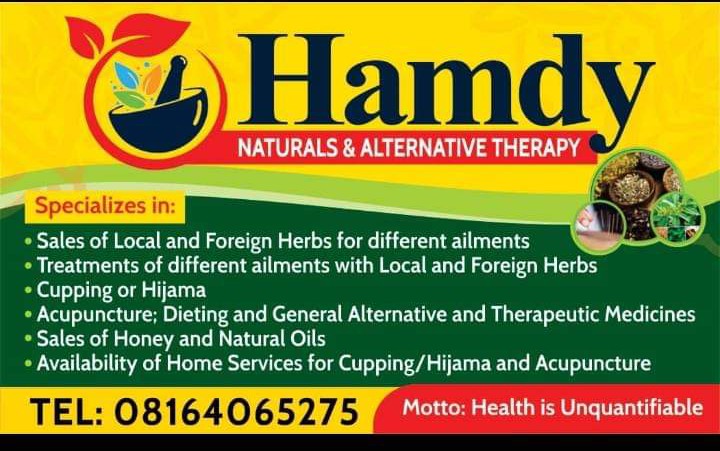 Hamdy
NATURALS & ALTERNATIVE THERAPY
Specializes in:
• Sales of Local and Foreign Herbs for different ailments
• Treatments of different ailments with Local and Foreign Herbs
• Cupping or Hijama
• Acupuncture; Dieting and General Alternative and Therapeutic Medicines
• Sales of Honey and Natural Oils
• Availability of Home Services for Cupping/Hijama and Acupuncture
TEL: 08164065275
Motto: Health is Unquantifiable